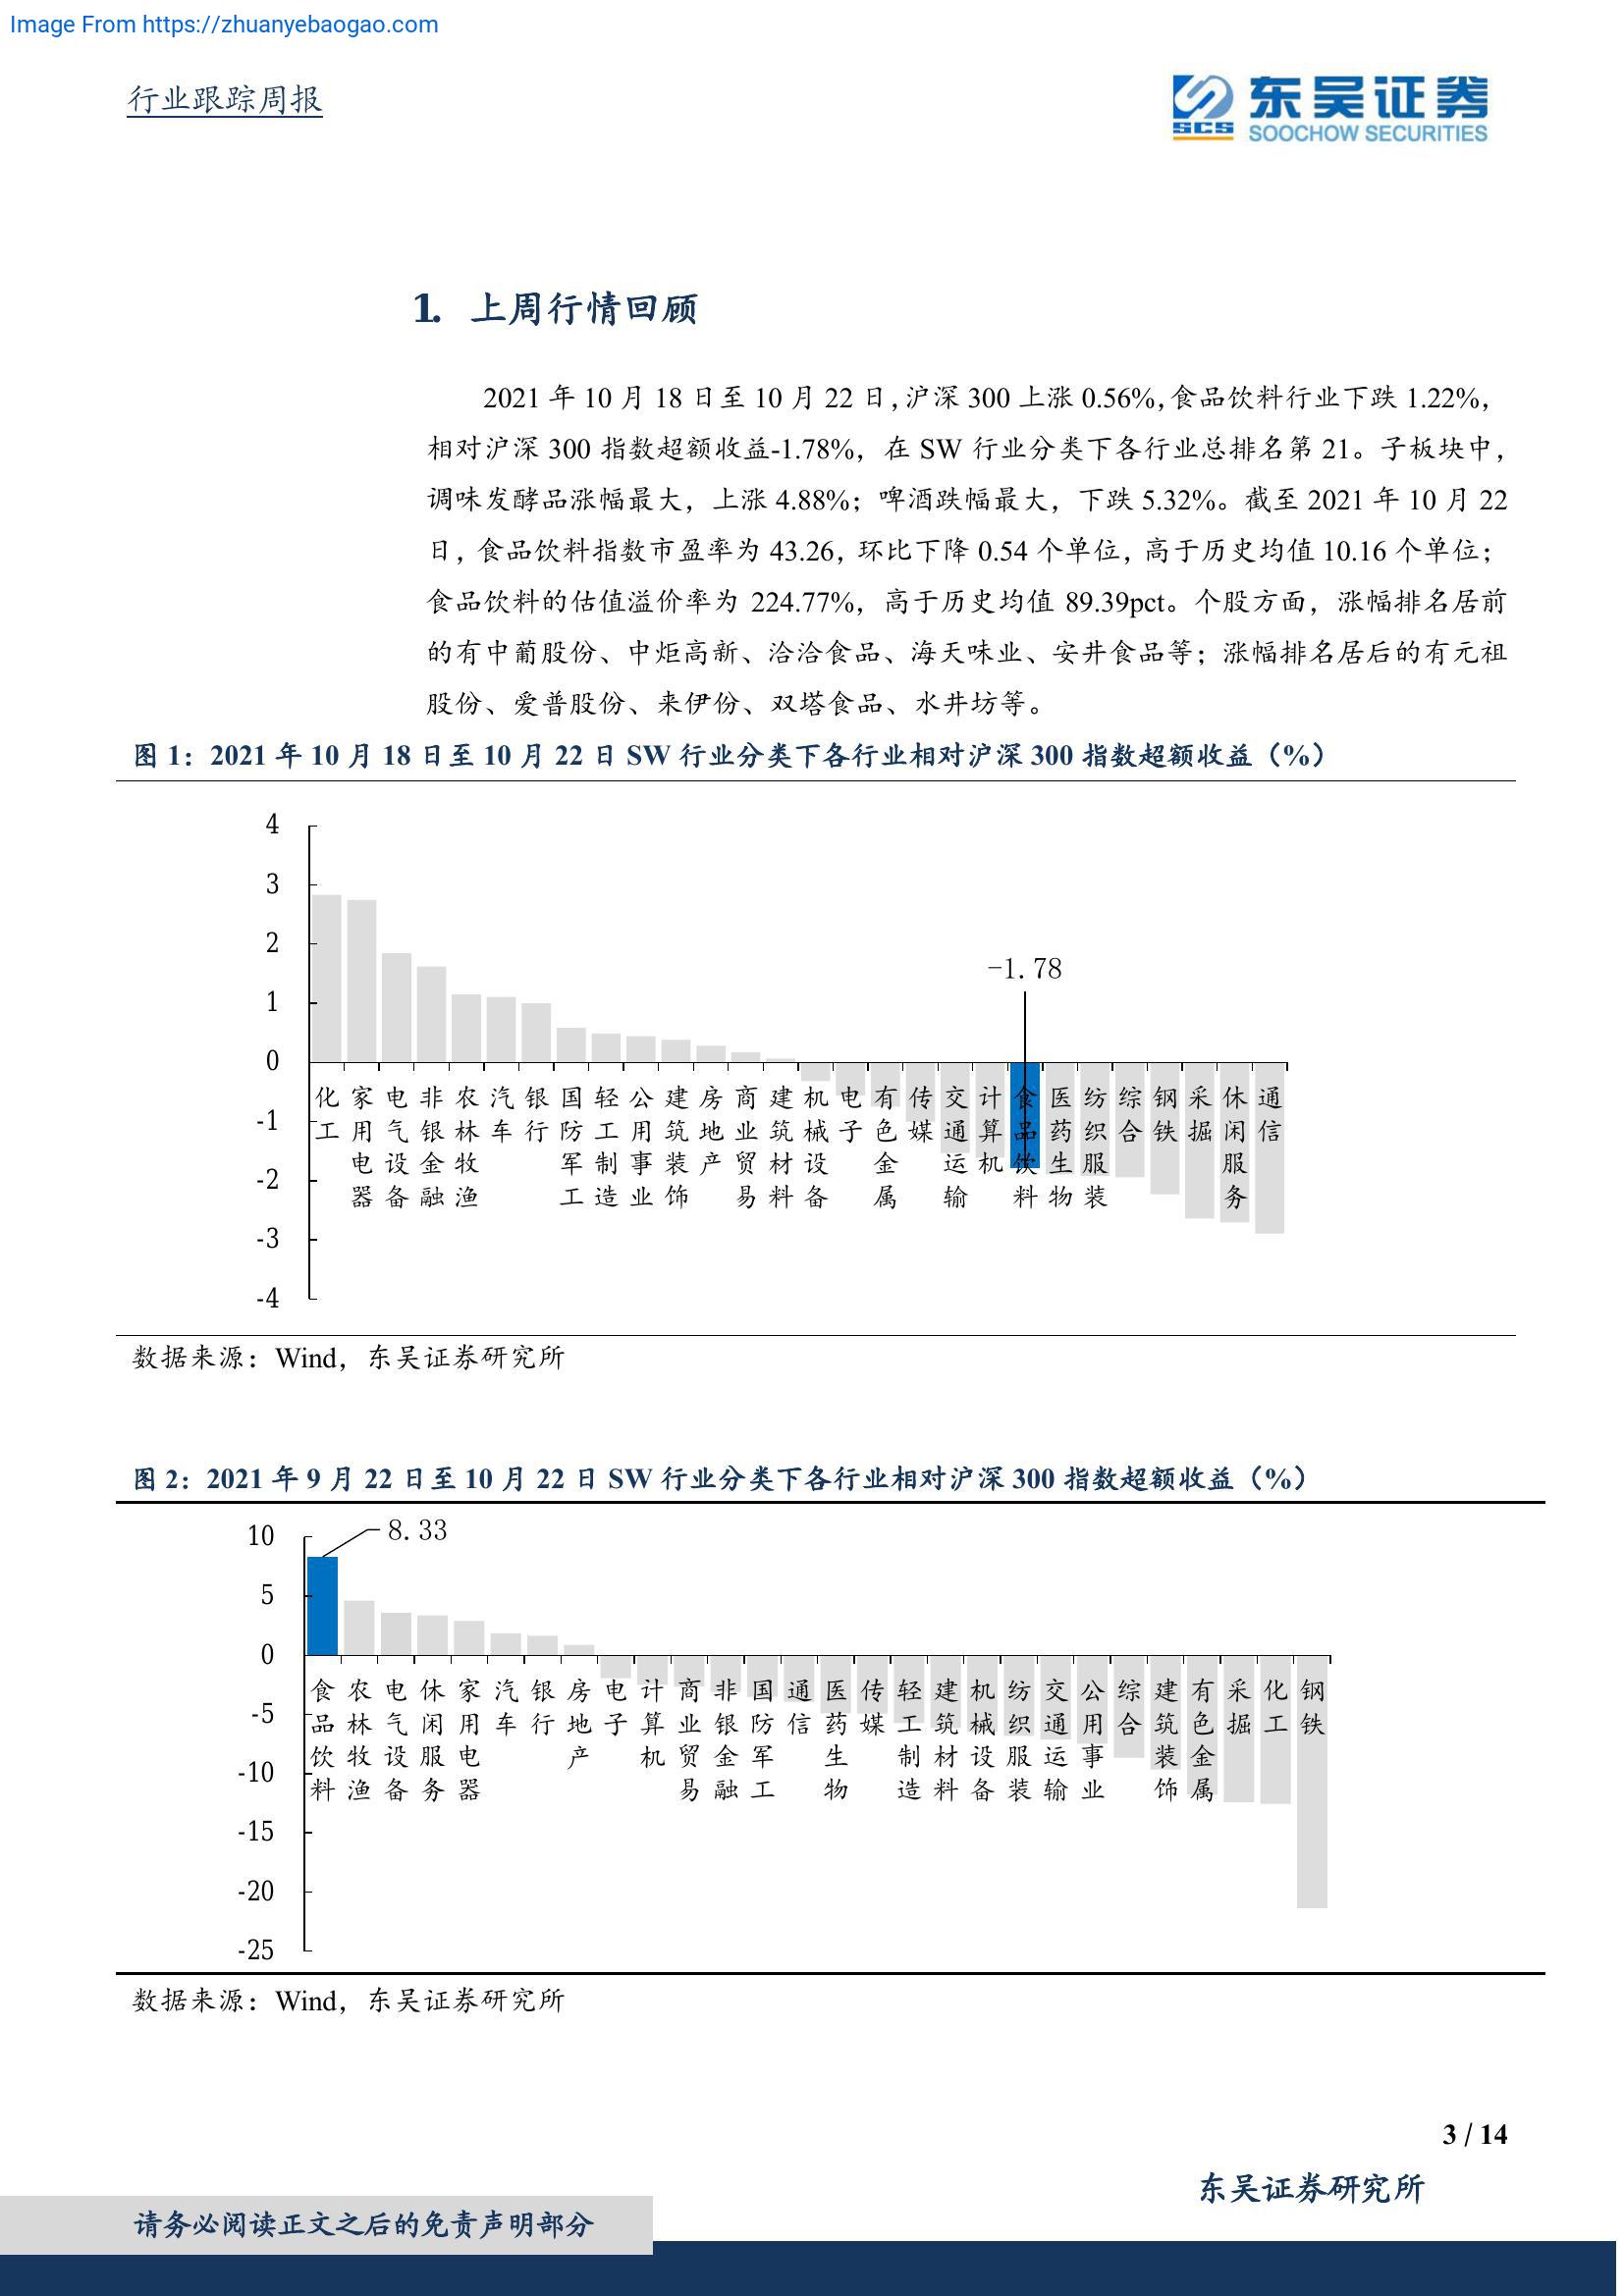 Image From https://zhuanyebaogao.com
行业跟踪周报
SCS
东吴证券
SOOCHOW SECURITIES
1. 上周行情回顾
2021 年 10 月 18 日至 10 月 22 日，沪深 300 上涨 0.56%，食品饮料行业下跌 1.22%，
相对沪深 300 指数超额收益-1.78%，在 SW 行业分类下各行业总排名第 21。子板块中，
调味发酵品涨幅最大，上涨 4.88%；啤酒跌幅最大，下跌 5.32%。截至 2021 年 10 月 22
日，食品饮料指数市盈率为 43.26，环比下降 0.54 个单位，高于历史均值 10.16 个单位；
食品饮料的估值溢价率为 224.77%，高于历史均值 89.39pct。个股方面，涨幅排名居前
的有中葡股份、中炬高新、洽洽食品、海天味业、安井食品等；涨幅排名居后的有元祖
股份、爱普股份、来伊份、双塔食品、水井坊等。
图 1：2021 年 10 月 18 日至 10 月 22 日 SW 行业分类下各行业相对沪深 300 指数超额收益（%）
4
3
2
1
0
-1
-2
-3
-4
-1.78
化工
家用电器
电气设备
非银金融
农林牧渔
汽车
银行
国防军工
轻工制造
公用事业
建筑装饰
房地产
商业贸易
建筑材料
机械设备
电子
有色金属
传媒
交通运输
计算机
食品饮料
医药生物
纺织服装
综合
钢铁
采掘
休闲服务
通信
数据来源：Wind，东吴证券研究所
图 2：2021 年 9 月 22 日至 10 月 22 日 SW 行业分类下各行业相对沪深 300 指数超额收益（%）
10
5
0
-5
-10
-15
-20
-25
8.33
食品饮料
农林牧渔
电气设备
休闲服务
家用电器
汽车
银行
房地产
电子
计算机
商业贸易
非银金融
国防军工
通信
医药生物
传媒
轻工制造
建筑材料
机械设备
纺织服装
交通运输
公用事业
综合
建筑装饰
有色金属
采掘
化工
钢铁
数据来源：Wind，东吴证券研究所
3 / 14
东吴证券研究所
请务必阅读正文之后的免责声明部分